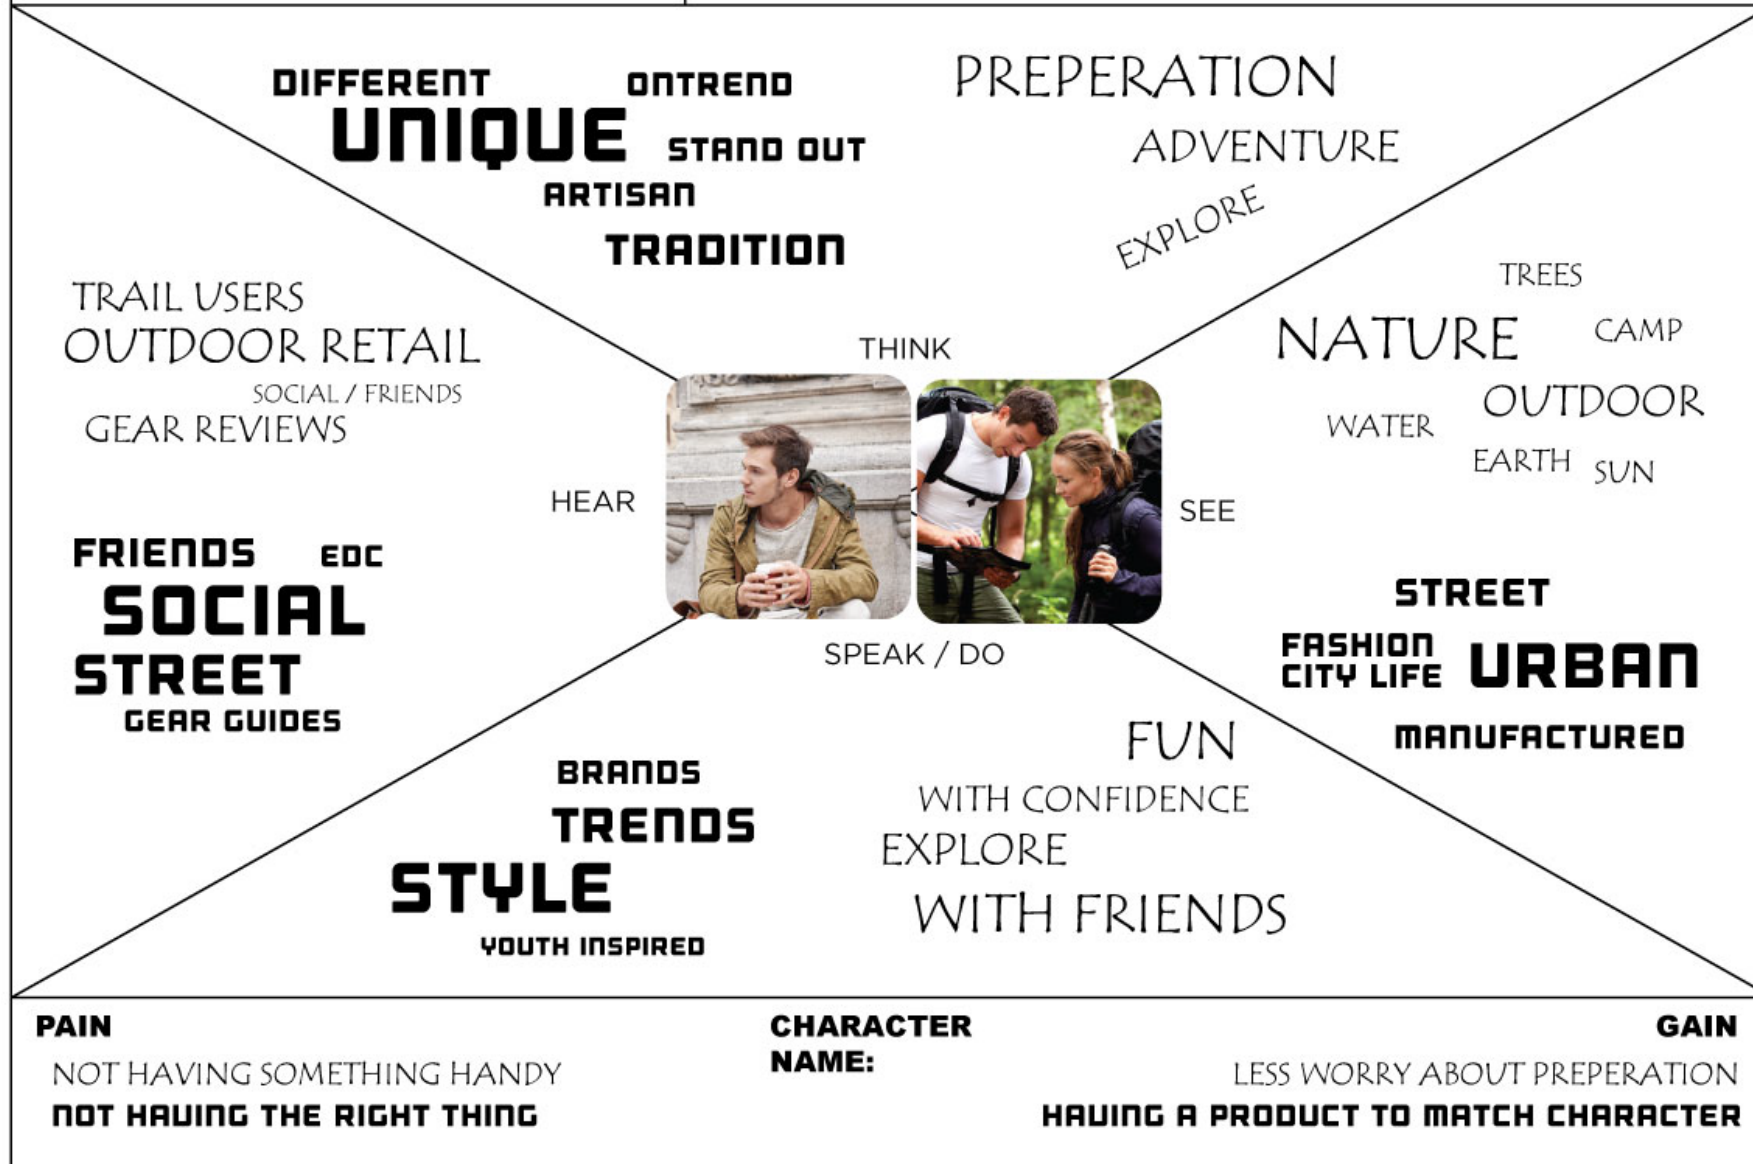 DIFFERENT
ONTREND
UNIQUE
STAND OUT
ARTISAN
TRADITION
PREPERATION
ADVENTURE
EXPLORE
TRAIL USERS
OUTDOOR RETAIL
SOCIAL / FRIENDS
GEAR REVIEWS
THINK
TREES
NATURE
CAMP
OUTDOOR
WATER
EARTH
SUN
HEAR
SEE
FRIENDS
EDC
SOCIAL
STREET
GEAR GUIDES
STREET
FASHION
CITY LIFE
URBAN
MANUFACTURED
SPEAK / DO
BRANDS
TRENDS
STYLE
YOUTH INSPIRED
FUN
WITH CONFIDENCE
EXPLORE
WITH FRIENDS
PAIN
NOT HAVING SOMETHING HANDY
NOT HAVING THE RIGHT THING
CHARACTER
NAME:
GAIN
LESS WORRY ABOUT PREPERATION
HAVING A PRODUCT TO MATCH CHARACTER